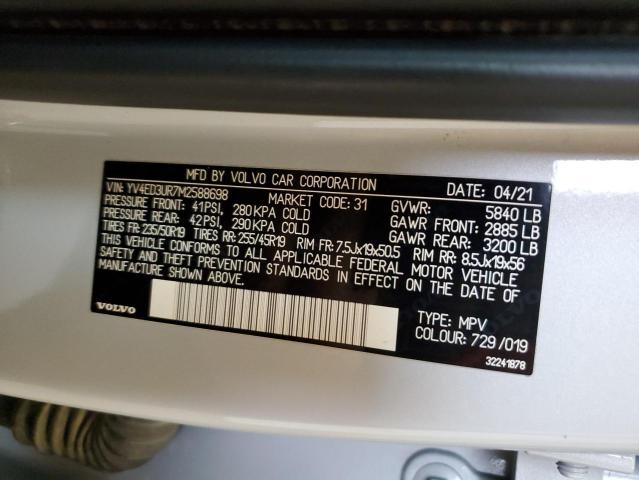 MFD BY VOLVO CAR CORPORATION
VIN: YV4ED3UR7M2588698 MARKET CODE: 31 DATE: 04/21
PRESSURE FRONT: 41PSI, 280 KPA COLD GVWR: 5840 LB
PRESSURE REAR: 42PSI, 290 KPA COLD GAWR FRONT: 2885 LB
TIRES FR: 235/50R19 TIRES RR: 255/45R19 GAWR REAR: 3200 LB
RIM FR: 7.5Jx19x50.5 RIM RR: 8.5Jx19x56
THIS VEHICLE CONFORMS TO ALL APPLICABLE FEDERAL MOTOR VEHICLE
SAFETY AND THEFT PREVENTION STANDARDS IN EFFECT ON THE DATE OF
MANUFACTURE SHOWN ABOVE.
VOLVO
TYPE: MPV
COLOUR: 729/019
32241878